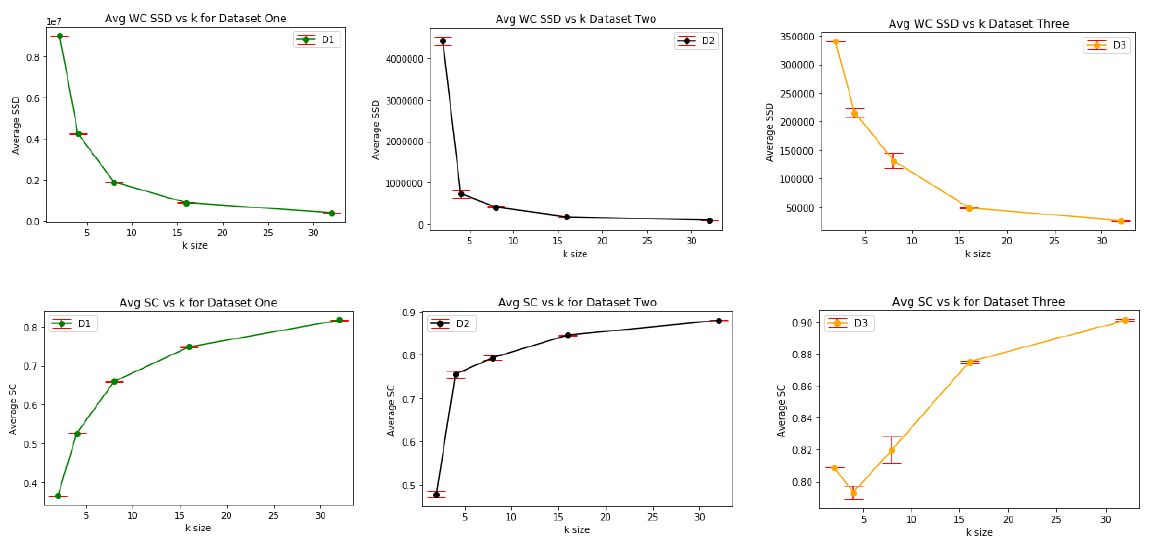 Avg WC SSD vs k for Dataset One
1e7
D1
0.8
0.6
0.4
0.2
0.0
Average SSD
5 10 15 20 25 30
k size
Avg WC SSD vs k Dataset Two
D2
4000000
3000000
2000000
1000000
0
Average SSD
5 10 15 20 25 30
k size
Avg WC SSD vs k Dataset Three
D3
350000
300000
250000
200000
150000
100000
50000
Average SSD
5 10 15 20 25 30
k size
Avg SC vs k for Dataset One
D1
0.8
0.7
0.6
0.5
0.4
Average SC
5 10 15 20 25 30
k size
Avg SC vs k for Dataset Two
D2
0.9
0.8
0.7
0.6
0.5
Average SC
5 10 15 20 25 30
k size
Avg SC vs k for Dataset Three
D3
0.90
0.88
0.86
0.84
0.82
0.80
Average SC
5 10 15 20 25 30
k size